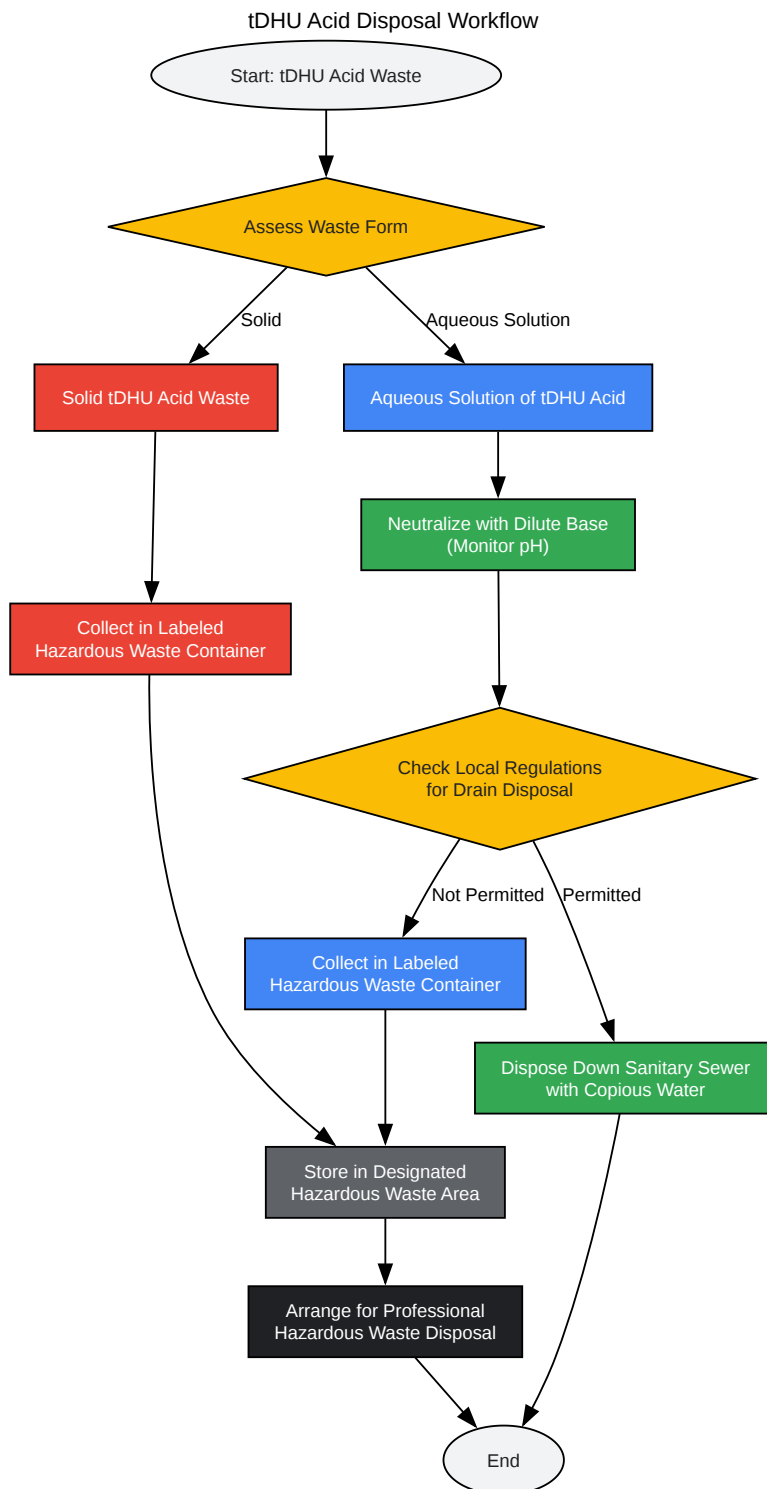 tDHU Acid Disposal Workflow
Start: tDHU Acid Waste
Assess Waste Form
Solid
Aqueous Solution
Solid tDHU Acid Waste
Aqueous Solution of tDHU Acid
Neutralize with Dilute Base
(Monitor pH)
Collect in Labeled
Hazardous Waste Container
Check Local Regulations
for Drain Disposal
Not Permitted
Permitted
Collect in Labeled
Hazardous Waste Container
Dispose Down Sanitary Sewer
with Copious Water
Store in Designated
Hazardous Waste Area
Arrange for Professional
Hazardous Waste Disposal
End